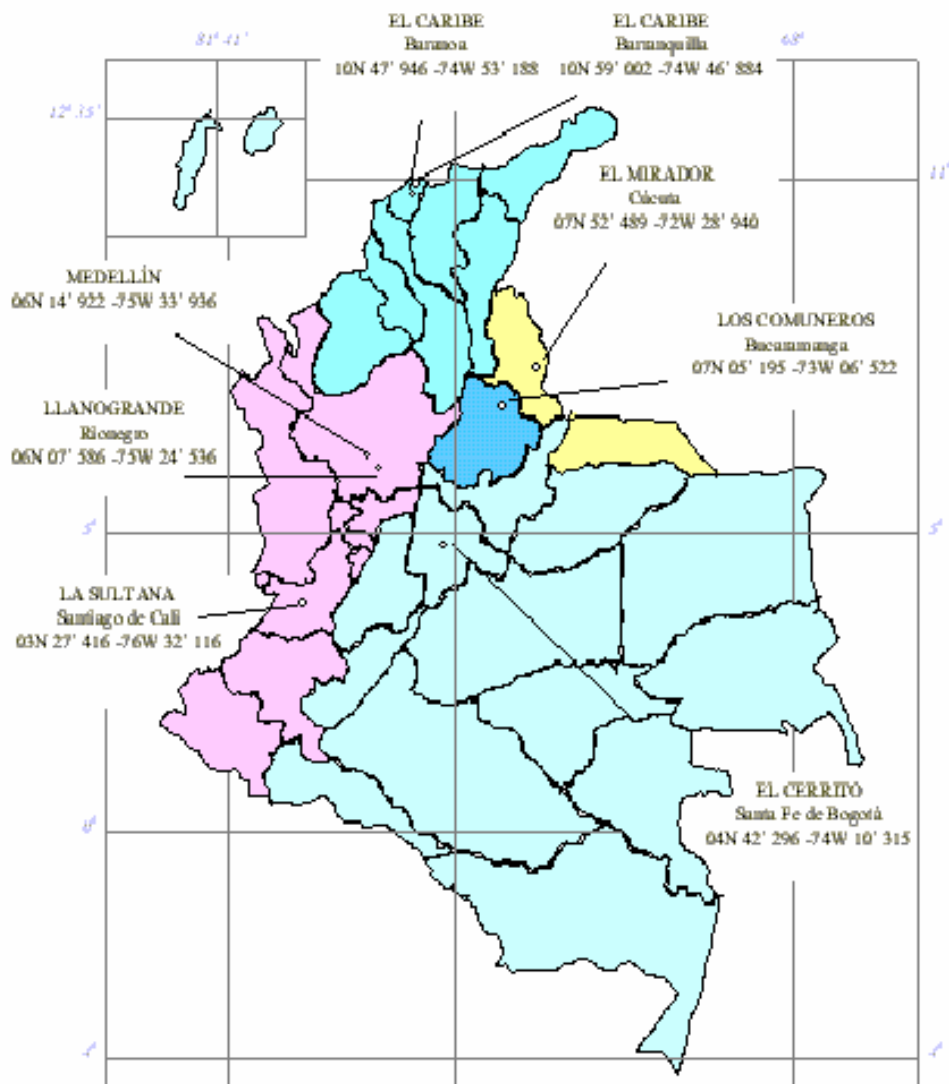 EL CARIBE
Baranoa
10N 47' 946 -74W 53' 188
EL CARIBE
Barranquilla
10N 59' 002 -74W 46' 884
81° 41'
68°
12° 35'
11°
EL MIRADOR
Cúcuta
07N 52' 489 -72W 28' 940
MEDELLÍN
06N 14' 922 -75W 33' 936
LOS COMUNEROS
Bucaramanga
07N 05' 195 -73W 06' 522
LLANOGRANDE
Rionegro
06N 07' 586 -75W 24' 536
5°
5°
LA SULTANA
Santiago de Cali
03N 27' 416 -76W 32' 116
EL CERRITO
Santa Fe de Bogotà
04N 42' 296 -74W 10' 315
0°
0°
4°
4°